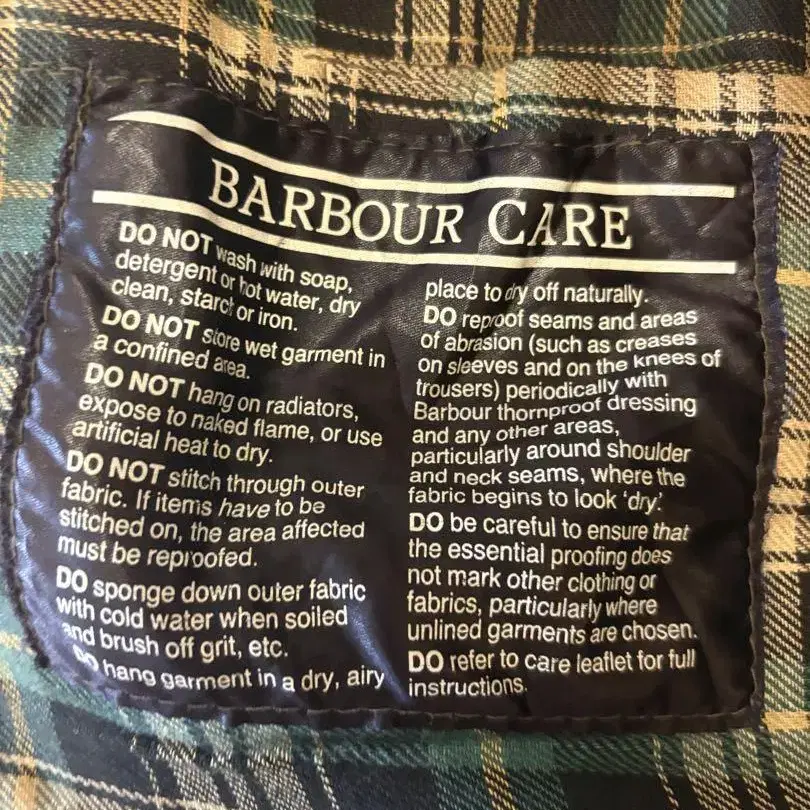 BARBOUR CARE
DO NOT wash with soap,
detergent or hot water, dry
clean, starch or iron.
DO NOT store wet garment in
a confined area.
DO NOT hang on radiators,
expose to naked flame, or use
artificial heat to dry.
DO NOT stitch through outer
fabric. If items have to be
stitched on, the area affected
must be reproofed.
DO sponge down outer fabric
with cold water when soiled
and brush off grit, etc.
DO hang garment in a dry, airy
place to dry off naturally.
DO reproof seams and areas
of abrasion (such as creases
on sleeves and on the knees of
trousers) periodically with
Barbour thornproof dressing
and any other areas,
particularly around shoulder
and neck seams, where the
fabric begins to look ‘dry’.
DO be careful to ensure that
the essential proofing does
not mark other clothing or
fabrics, particularly where
unlined garments are chosen.
DO refer to care leaflet for full
instructions.